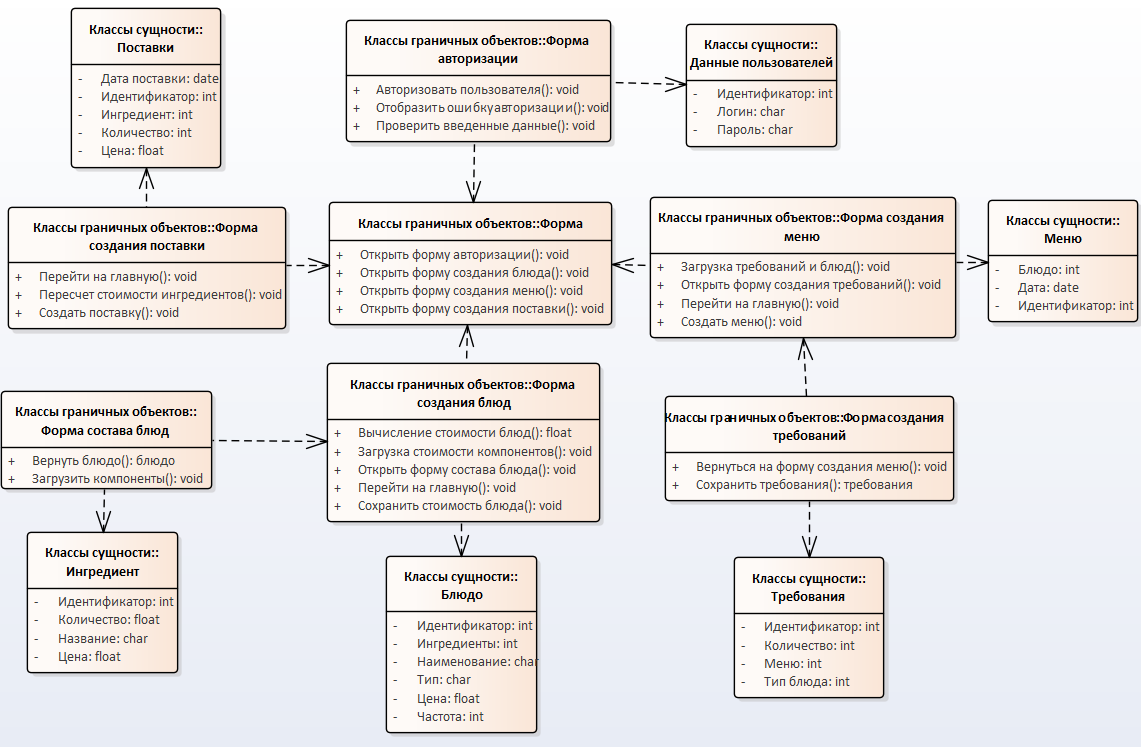 Классы сущности::
Поставки
- Дата поставки: date
- Идентификатор: int
- Ингредиент: int
- Количество: int
- Цена: float
Классы граничных объектов::Форма
авторизации
+ Авторизовать пользователя(): void
+ Отобразить ошибку авторизации(): void
+ Проверить введенные данные(): void
Классы сущности::
Данные пользователей
- Идентификатор: int
- Логин: char
- Пароль: char
Классы граничных объектов::Форма
создания поставки
+ Перейти на главную(): void
+ Пересчет стоимости ингредиентов(): void
+ Создать поставку(): void
Классы граничных объектов::Форма
+ Открыть форму авторизации(): void
+ Открыть форму создания блюда(): void
+ Открыть форму создания меню(): void
+ Открыть форму создания поставки(): void
Классы граничных объектов::Форма создания
меню
+ Загрузка требований и блюд(): void
+ Открыть форму создания требований(): void
+ Перейти на главную(): void
+ Создать меню(): void
Классы сущности::
Меню
- Блюдо: int
- Дата: date
- Идентификатор: int
Классы граничных объектов::
Форма состава блюд
+ Вернуть блюдо(): блюдо
+ Загрузить компоненты(): void
Классы граничных объектов::Форма
создания блюд
+ Вычисление стоимости блюд(): float
+ Загрузка стоимости компонентов(): void
+ Открыть форму состава блюда(): void
+ Перейти на главную(): void
+ Сохранить стоимость блюда(): void
Классы граничных объектов::Форма создания
требований
+ Вернуться на форму создания меню(): void
+ Сохранить требования(): требования
Классы сущности::
Ингредиент
- Идентификатор: int
- Количество: float
- Название: char
- Цена: float
Классы сущности::
Блюдо
- Идентификатор: int
- Ингредиенты: int
- Наименование: char
- Тип: char
- Цена: float
- Частота: int
Классы сущности::
Требования
- Идентификатор: int
- Количество: int
- Меню: int
- Тип блюда: int